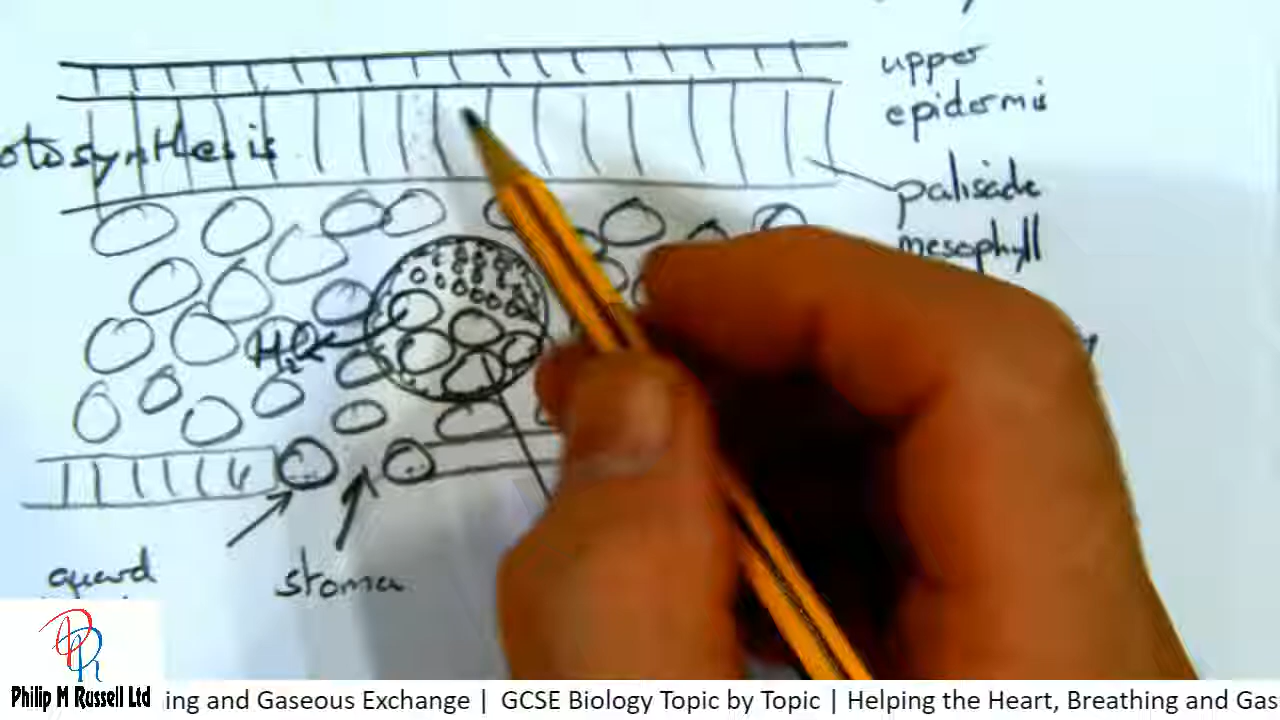 upper
epidermis
otosynthesis
palisade
mesophyll
H2O
guard
stoma
Philip M Russell Ltd
ing and Gaseous Exchange | GCSE Biology Topic by Topic | Helping the Heart, Breathing and Gas